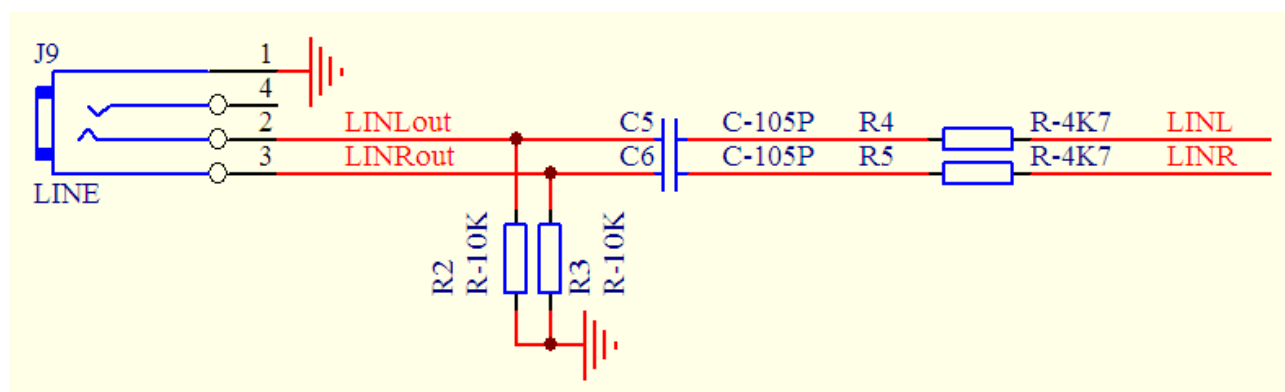 J9 1
4
2 LINLout C5 C-105P R4 R-4K7 LINL
3 LINRout C6 C-105P R5 R-4K7 LINR
LINE
R2 R-10K R3 R-10K